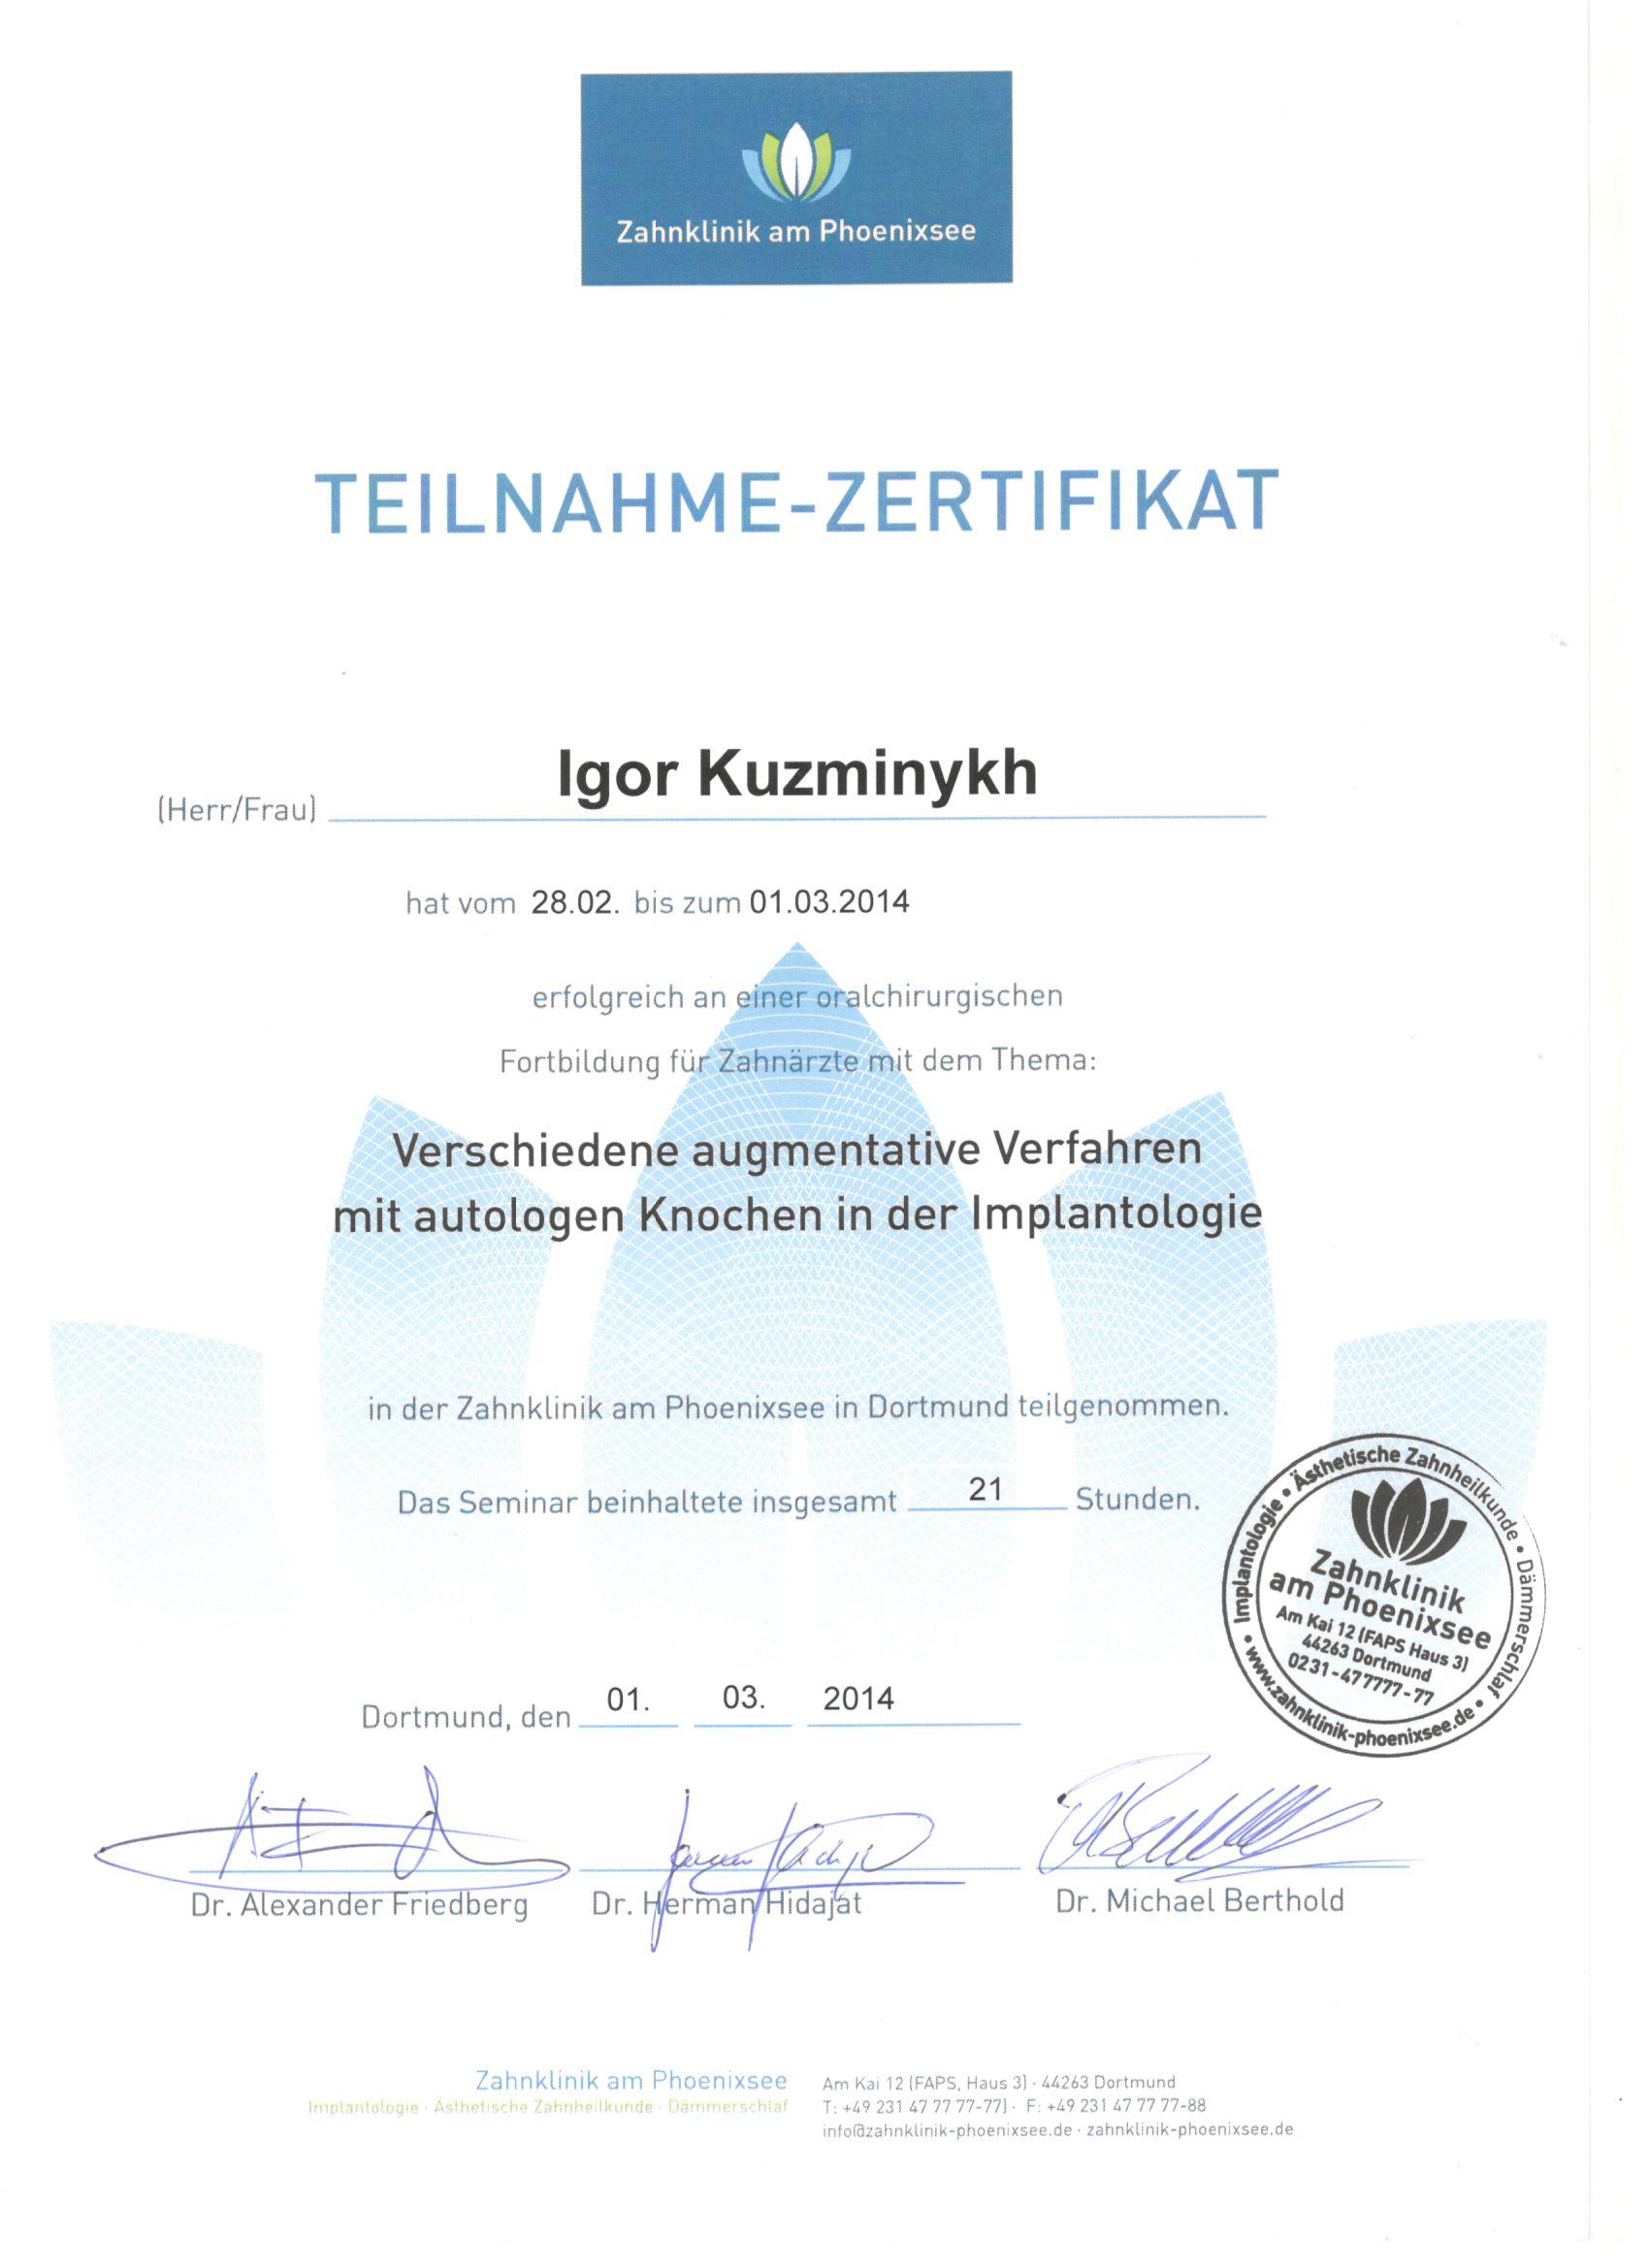 Zahnklinik am Phoenixsee
TEILNAHME-ZERTIFIKAT
Igor Kuzminykh
(Herr/Frau)
hat vom 28.02. bis zum 01.03.2014
erfolgreich an einer oralchirurgischen
Fortbildung für Zahnärzte mit dem Thema:
Verschiedene augmentative Verfahren
mit autologen Knochen in der Implantologie
in der Zahnklinik am Phoenixsee in Dortmund teilgenommen.
Das Seminar beinhaltete insgesamt 21 Stunden.
Implantologie • Ästhetische Zahnheilkunde • Dämmerschlaf • www.zahnklinik-phoenixsee.de •
Zahnklinik
am Phoenixsee
Am Kai 12 (FAPS Haus 3)
44263 Dortmund
0231-477777-77
Dortmund, den 01. 03. 2014
Dr. Alexander Friedberg Dr. Herman Hidajat Dr. Michael Berthold
Zahnklinik am Phoenixsee
Implantologie · Ästhetische Zahnheilkunde · Dämmerschlaf
Am Kai 12 (FAPS, Haus 3) · 44263 Dortmund
T: +49 231 47 77 77-77) · F: +49 231 47 77 77-88
info@zahnklinik-phoenixsee.de · zahnklinik-phoenixsee.de